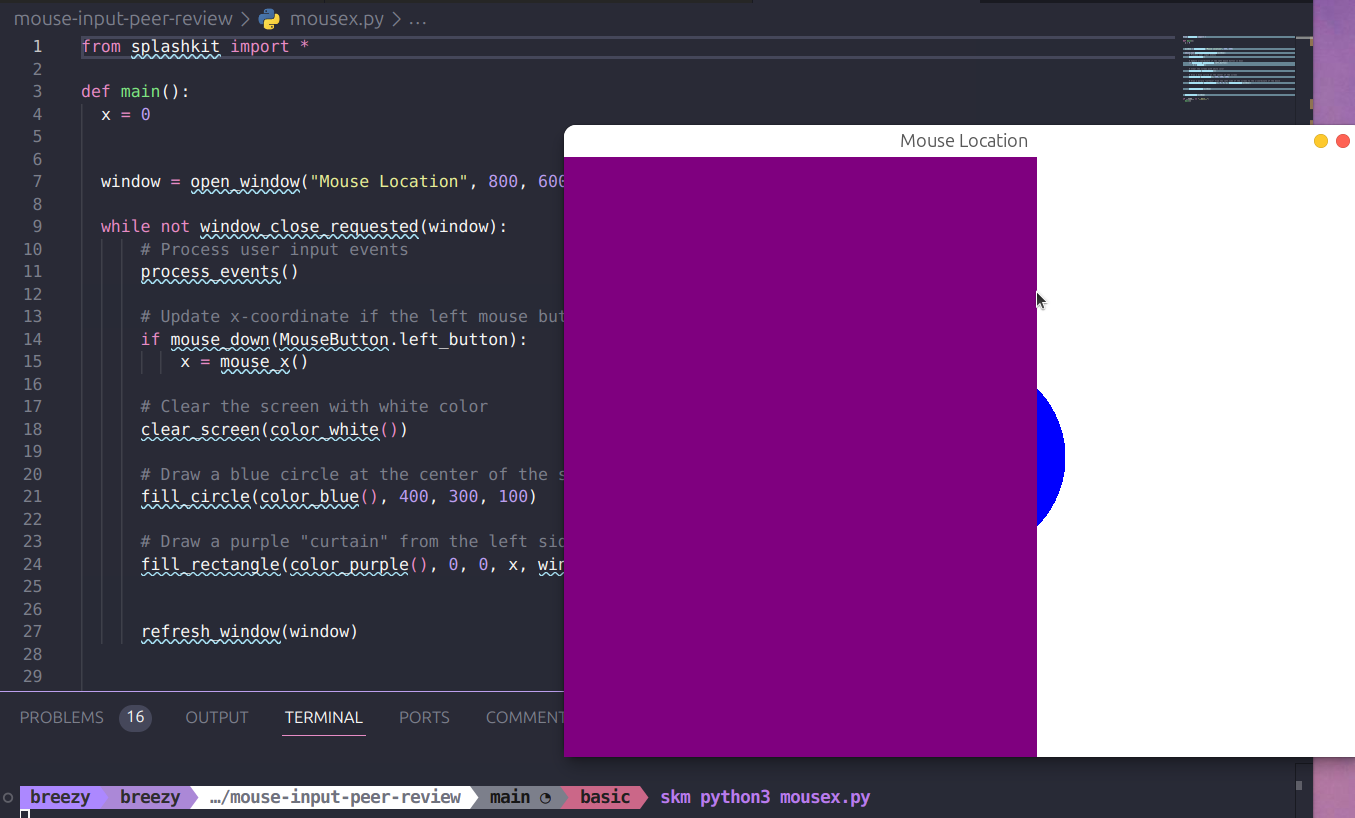 mouse-input-peer-review > mousex.py > ...
1 from splashkit import *
2
3 def main():
4 x = 0
5
6
7 window = open_window("Mouse Location", 800, 600
8
9 while not window_close_requested(window):
10 # Process user input events
11 process_events()
12
13 # Update x-coordinate if the left mouse but
14 if mouse_down(MouseButton.left_button):
15 x = mouse_x()
16
17 # Clear the screen with white color
18 clear_screen(color_white())
19
20 # Draw a blue circle at the center of the s
21 fill_circle(color_blue(), 400, 300, 100)
22
23 # Draw a purple "curtain" from the left sid
24 fill_rectangle(color_purple(), 0, 0, x, win
25
26
27 refresh_window(window)
28
29
Mouse Location
PROBLEMS 16 OUTPUT TERMINAL PORTS COMMENT
breezy breezy …/mouse-input-peer-review main basic skm python3 mousex.py